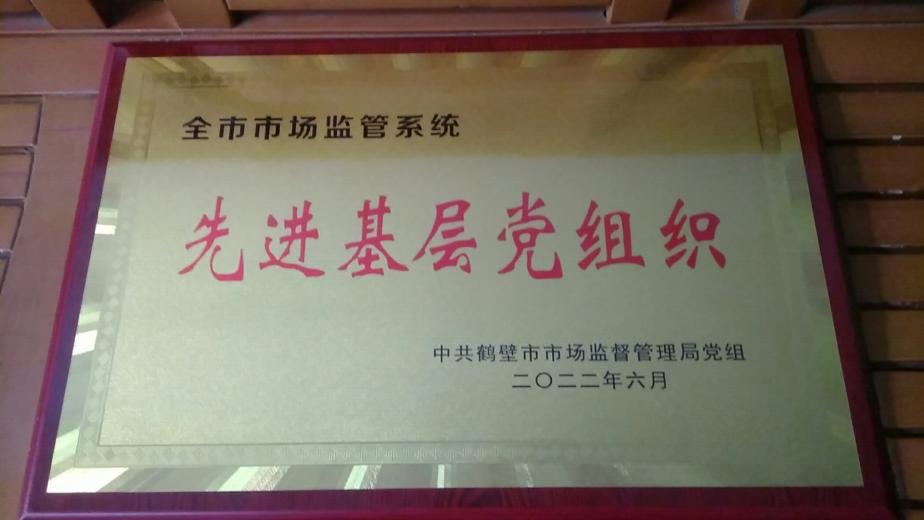 全市市场监管系统
先进基层党组织
中共鹤壁市市场监督管理局党组
二〇二二年六月